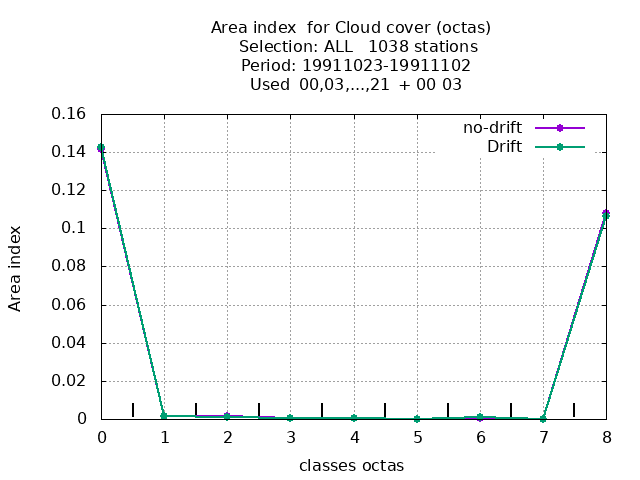 Area index  for Cloud cover (octas)
Selection: ALL   1038 stations
Period: 19911023-19911102
Used  00,03,...,21  + 00 03
no-drift
Drift
Area index
0.16
0.14
0.12
0.1
0.08
0.06
0.04
0.02
0
0 1 2 3 4 5 6 7 8
classes octas